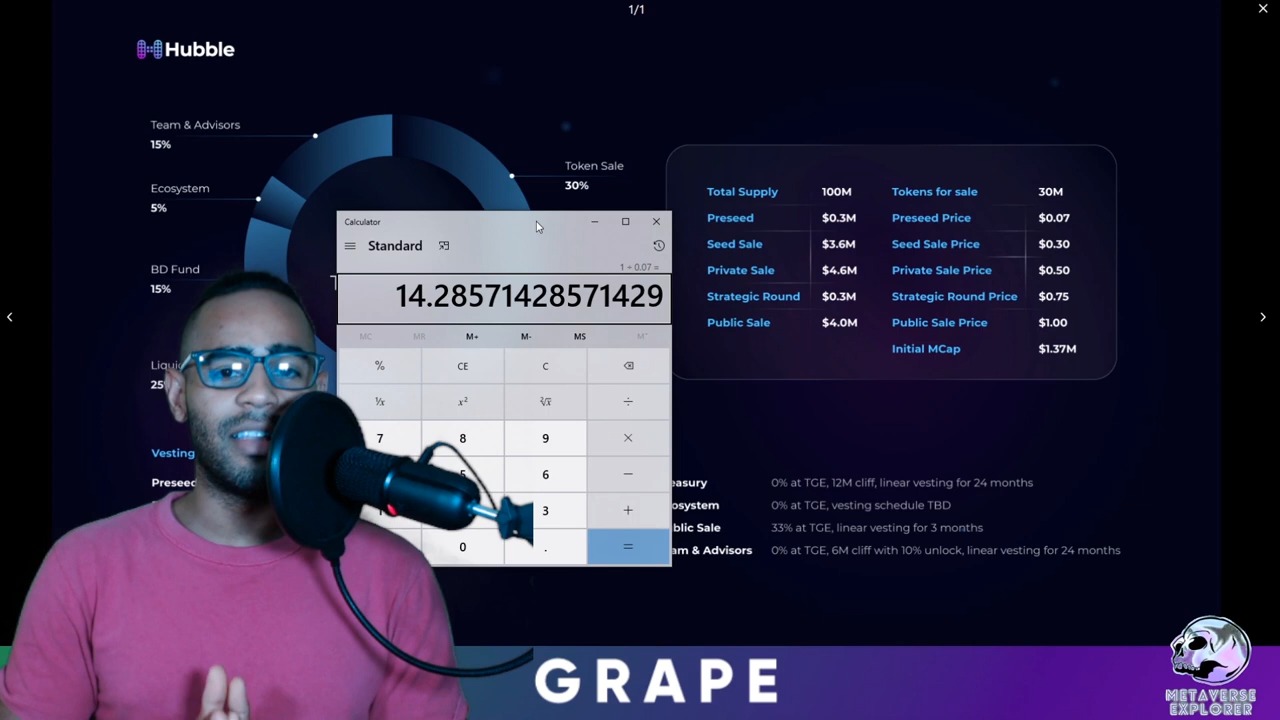 1/1
Hubble
Team & Advisors
15%
Ecosystem
5%
BD Fund
15%
Token Sale
30%
Calculator
Standard
1 ÷ 0.07 =
14.28571428571429
MC MR M+ M- MS
% CE C
¹/x x² ²√x ÷
7 8 9 ×
6 −
3 +
0 . =
Total Supply 100M Tokens for sale 30M
Preseed $0.3M Preseed Price $0.07
Seed Sale $3.6M Seed Sale Price $0.30
Private Sale $4.6M Private Sale Price $0.50
Strategic Round $0.3M Strategic Round Price $0.75
Public Sale $4.0M Public Sale Price $1.00
Initial MCap $1.37M
Vesting
Preseed
0% at TGE, 12M cliff, linear vesting for 24 months
0% at TGE, vesting schedule TBD
33% at TGE, linear vesting for 3 months
& Advisors 0% at TGE, 6M cliff with 10% unlock, linear vesting for 24 months
GRAPE
METAVERSE
EXPLORER